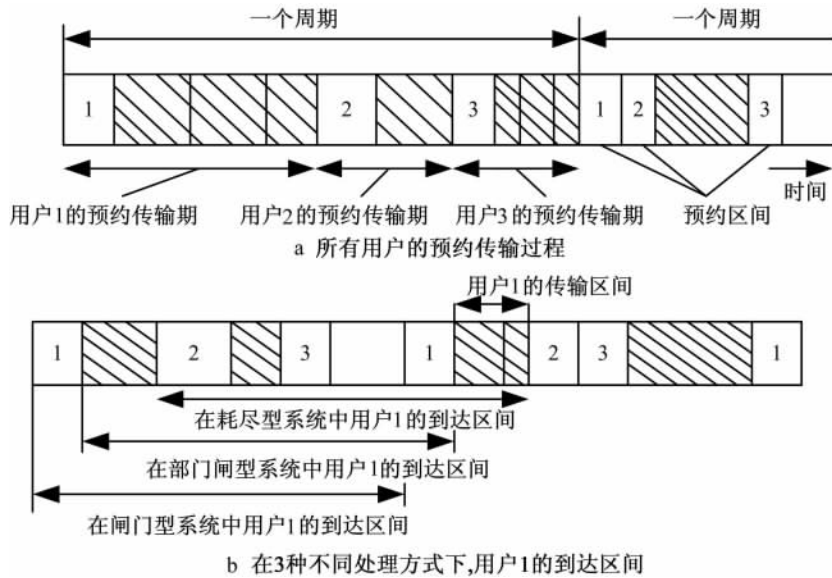 一个周期 一个周期
1 2 3 1 2 3
用户1的预约传输期 用户2的预约传输期 用户3的预约传输期 预约区间 时间
a 所有用户的预约传输过程
用户1的传输区间
1 2 3 1 2 3 1
在耗尽型系统中用户1的到达区间
在部门闸型系统中用户1的到达区间
在闸门型系统中用户1的到达区间
b 在3种不同处理方式下,用户1的到达区间